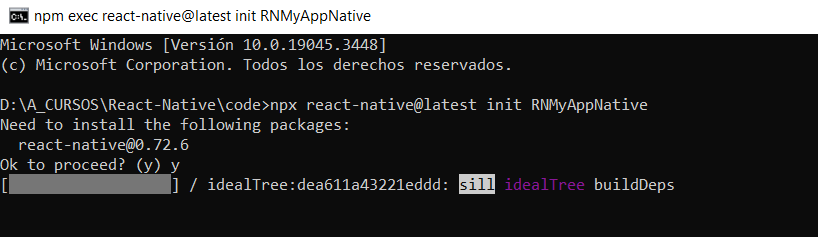 npm exec react-native@latest init RNMyAppNative
Microsoft Windows [Versión 10.0.19045.3448]
(c) Microsoft Corporation. Todos los derechos reservados.
D:\A_CURSOS\React-Native\code>npx react-native@latest init RNMyAppNative
Need to install the following packages:
  react-native@0.72.6
Ok to proceed? (y) y
[                  ] / idealTree:dea611a43221eddd: sill idealTree buildDeps